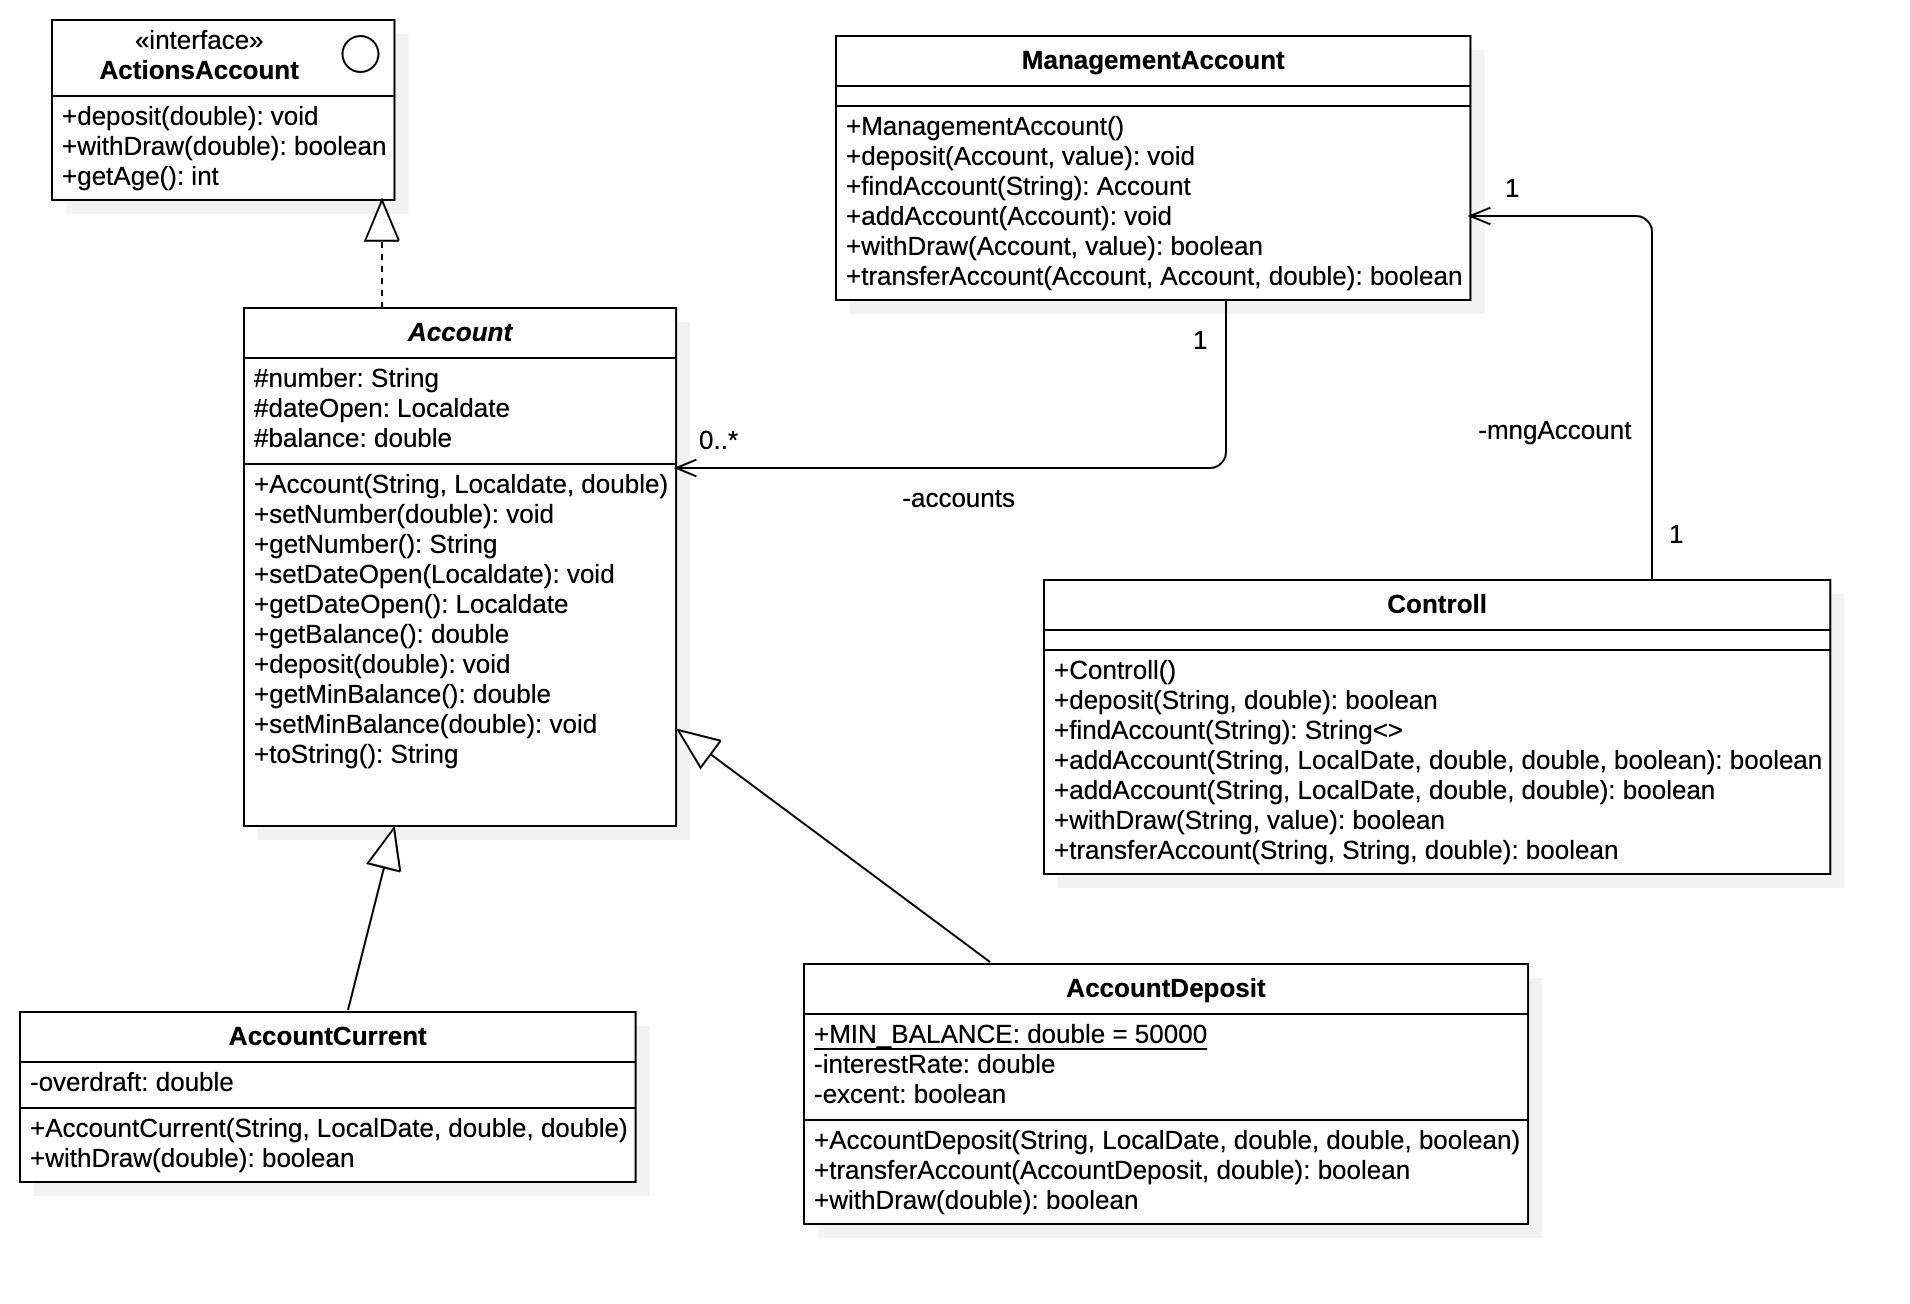 «interface»
ActionsAccount
+deposit(double): void
+withDraw(double): boolean
+getAge(): int
ManagementAccount
+ManagementAccount()
+deposit(Account, value): void
+findAccount(String): Account
+addAccount(Account): void
+withDraw(Account, value): boolean
+transferAccount(Account, Account, double): boolean
1
1
0..*
-accounts
-mngAccount
1
Account
#number: String
#dateOpen: Localdate
#balance: double
+Account(String, Localdate, double)
+setNumber(double): void
+getNumber(): String
+setDateOpen(Localdate): void
+getDateOpen(): Localdate
+getBalance(): double
+deposit(double): void
+getMinBalance(): double
+setMinBalance(double): void
+toString(): String
Controll
+Controll()
+deposit(String, double): boolean
+findAccount(String): String<>
+addAccount(String, LocalDate, double, double, boolean): boolean
+addAccount(String, LocalDate, double, double): boolean
+withDraw(String, value): boolean
+transferAccount(String, String, double): boolean
AccountCurrent
-overdraft: double
+AccountCurrent(String, LocalDate, double, double)
+withDraw(double): boolean
AccountDeposit
+MIN_BALANCE: double = 50000
-interestRate: double
-excent: boolean
+AccountDeposit(String, LocalDate, double, double, boolean)
+transferAccount(AccountDeposit, double): boolean
+withDraw(double): boolean